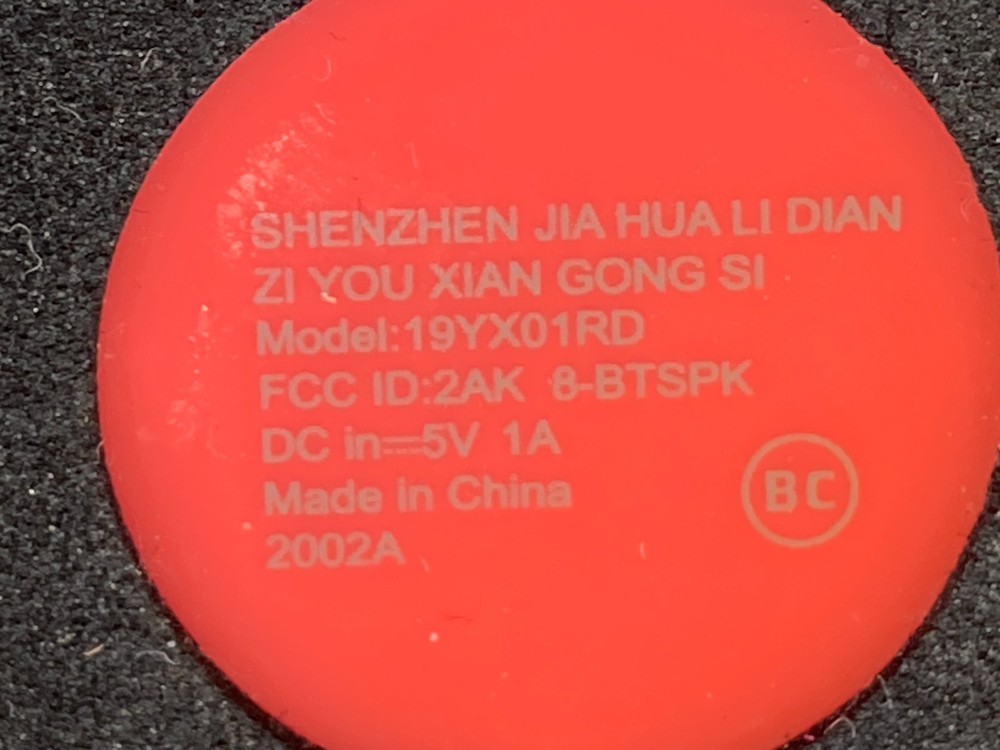 SHENZHEN JIA HUA LI DIAN
ZI YOU XIAN GONG SI
Model:19YX01RD
FCC ID:2AK 8-BTSPK
DC in⎓5V 1A
Made in China
2002A
BC